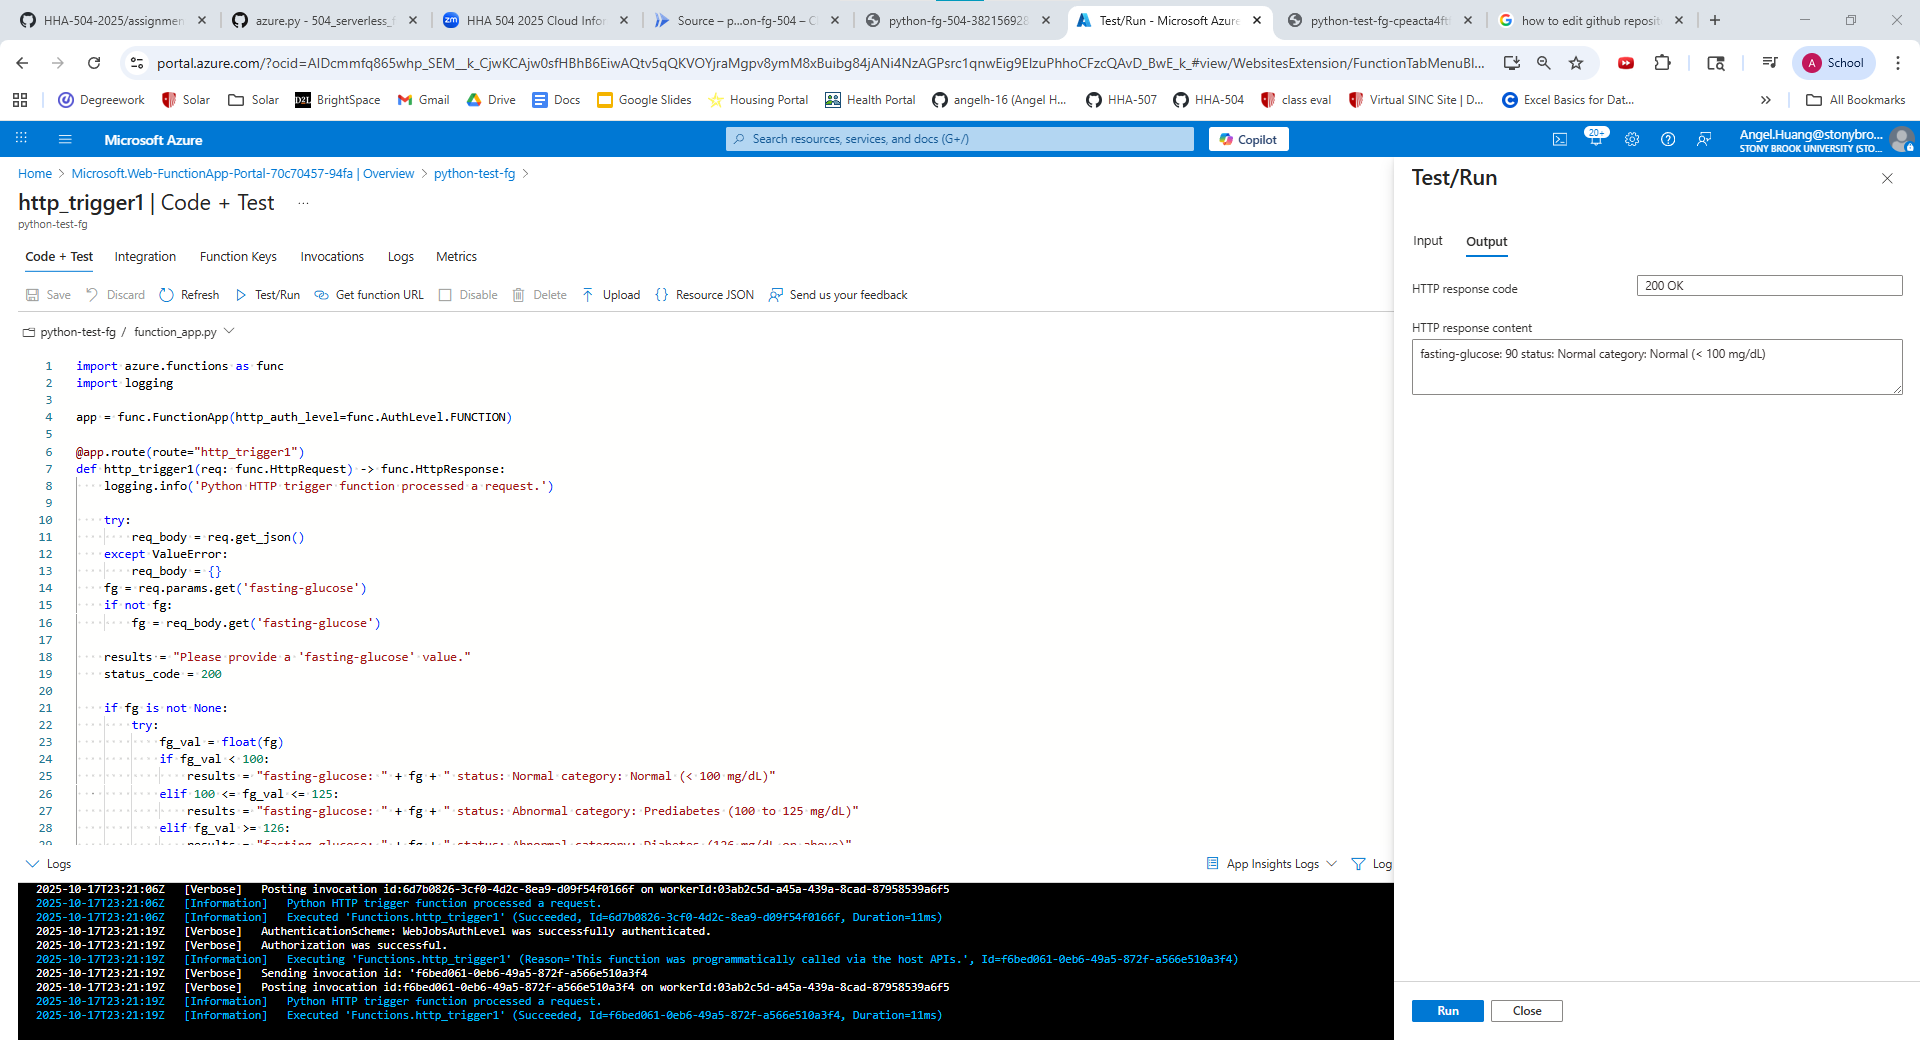 HHA-504-2025/assignmen
azure.py - 504_serverless_f
HHA 504 2025 Cloud Infor
Source – p...on-fg-504 – C
python-fg-504-382156928
Test/Run - Microsoft Azure
python-test-fg-cpeacta4ft
how to edit github reposit
portal.azure.com/?ocid=AIDcmmfq865whp_SEM__k_CjwKCAjw0sfHBhB6EiwAQtv5qQKVOYjraMgpv8ymM8xBuibg84jANi4NzAGPsrc1qnwEig9EIzuPhhoCFzcQAvD_BwE_k_#view/WebsitesExtension/FunctionTabMenuBl...
A School
Degreework
Solar
Solar
D2L BrightSpace
Gmail
Drive
Docs
Google Slides
Housing Portal
Health Portal
angelh-16 (Angel H...
HHA-507
HHA-504
class eval
Virtual SINC Site | D...
Excel Basics for Dat...
All Bookmarks
Microsoft Azure
Search resources, services, and docs (G+/)
Copilot
20+
Angel.Huang@stonybro...
STONY BROOK UNIVERSITY (STO...
Home > Microsoft.Web-FunctionApp-Portal-70c70457-94fa | Overview > python-test-fg >
http_trigger1 | Code + Test ...
python-test-fg
Code + Test Integration Function Keys Invocations Logs Metrics
Save Discard Refresh Test/Run Get function URL Disable Delete Upload Resource JSON Send us your feedback
python-test-fg / function_app.py
1 import azure.functions as func
2 import logging
3
4 app = func.FunctionApp(http_auth_level=func.AuthLevel.FUNCTION)
5
6 @app.route(route="http_trigger1")
7 def http_trigger1(req: func.HttpRequest) -> func.HttpResponse:
8 logging.info('Python HTTP trigger function processed a request.')
9
10 try:
11 req_body = req.get_json()
12 except ValueError:
13 req_body = {}
14 fg = req.params.get('fasting-glucose')
15 if not fg:
16 fg = req_body.get('fasting-glucose')
17
18 results = "Please provide a 'fasting-glucose' value."
19 status_code = 200
20
21 if fg is not None:
22 try:
23 fg_val = float(fg)
24 if fg_val < 100:
25 results = "fasting-glucose: " + fg + " status: Normal category: Normal (< 100 mg/dL)"
26 elif 100 <= fg_val <= 125:
27 results = "fasting-glucose: " + fg + " status: Abnormal category: Prediabetes (100 to 125 mg/dL)"
28 elif fg_val >= 126:
29 results = "fasting-glucose: " + fg + " status: Abnormal category: Diabetes (126 mg/dL or above)"
Logs
App Insights Logs
Log
2025-10-17T23:21:06Z [Verbose] Posting invocation id:6d7b0826-3cf0-4d2c-8ea9-d09f54f0166f on workerId:03ab2c5d-a45a-439a-8cad-87958539a6f5
2025-10-17T23:21:06Z [Information] Python HTTP trigger function processed a request.
2025-10-17T23:21:06Z [Information] Executed 'Functions.http_trigger1' (Succeeded, Id=6d7b0826-3cf0-4d2c-8ea9-d09f54f0166f, Duration=11ms)
2025-10-17T23:21:19Z [Verbose] AuthenticationScheme: WebJobsAuthLevel was successfully authenticated.
2025-10-17T23:21:19Z [Verbose] Authorization was successful.
2025-10-17T23:21:19Z [Information] Executing 'Functions.http_trigger1' (Reason='This function was programmatically called via the host APIs.', Id=f6bed061-0eb6-49a5-872f-a566e510a3f4)
2025-10-17T23:21:19Z [Verbose] Sending invocation id: 'f6bed061-0eb6-49a5-872f-a566e510a3f4
2025-10-17T23:21:19Z [Verbose] Posting invocation id:f6bed061-0eb6-49a5-872f-a566e510a3f4 on workerId:03ab2c5d-a45a-439a-8cad-87958539a6f5
2025-10-17T23:21:19Z [Information] Python HTTP trigger function processed a request.
2025-10-17T23:21:19Z [Information] Executed 'Functions.http_trigger1' (Succeeded, Id=f6bed061-0eb6-49a5-872f-a566e510a3f4, Duration=11ms)
Test/Run
Input Output
HTTP response code
200 OK
HTTP response content
fasting-glucose: 90 status: Normal category: Normal (< 100 mg/dL)
Run Close